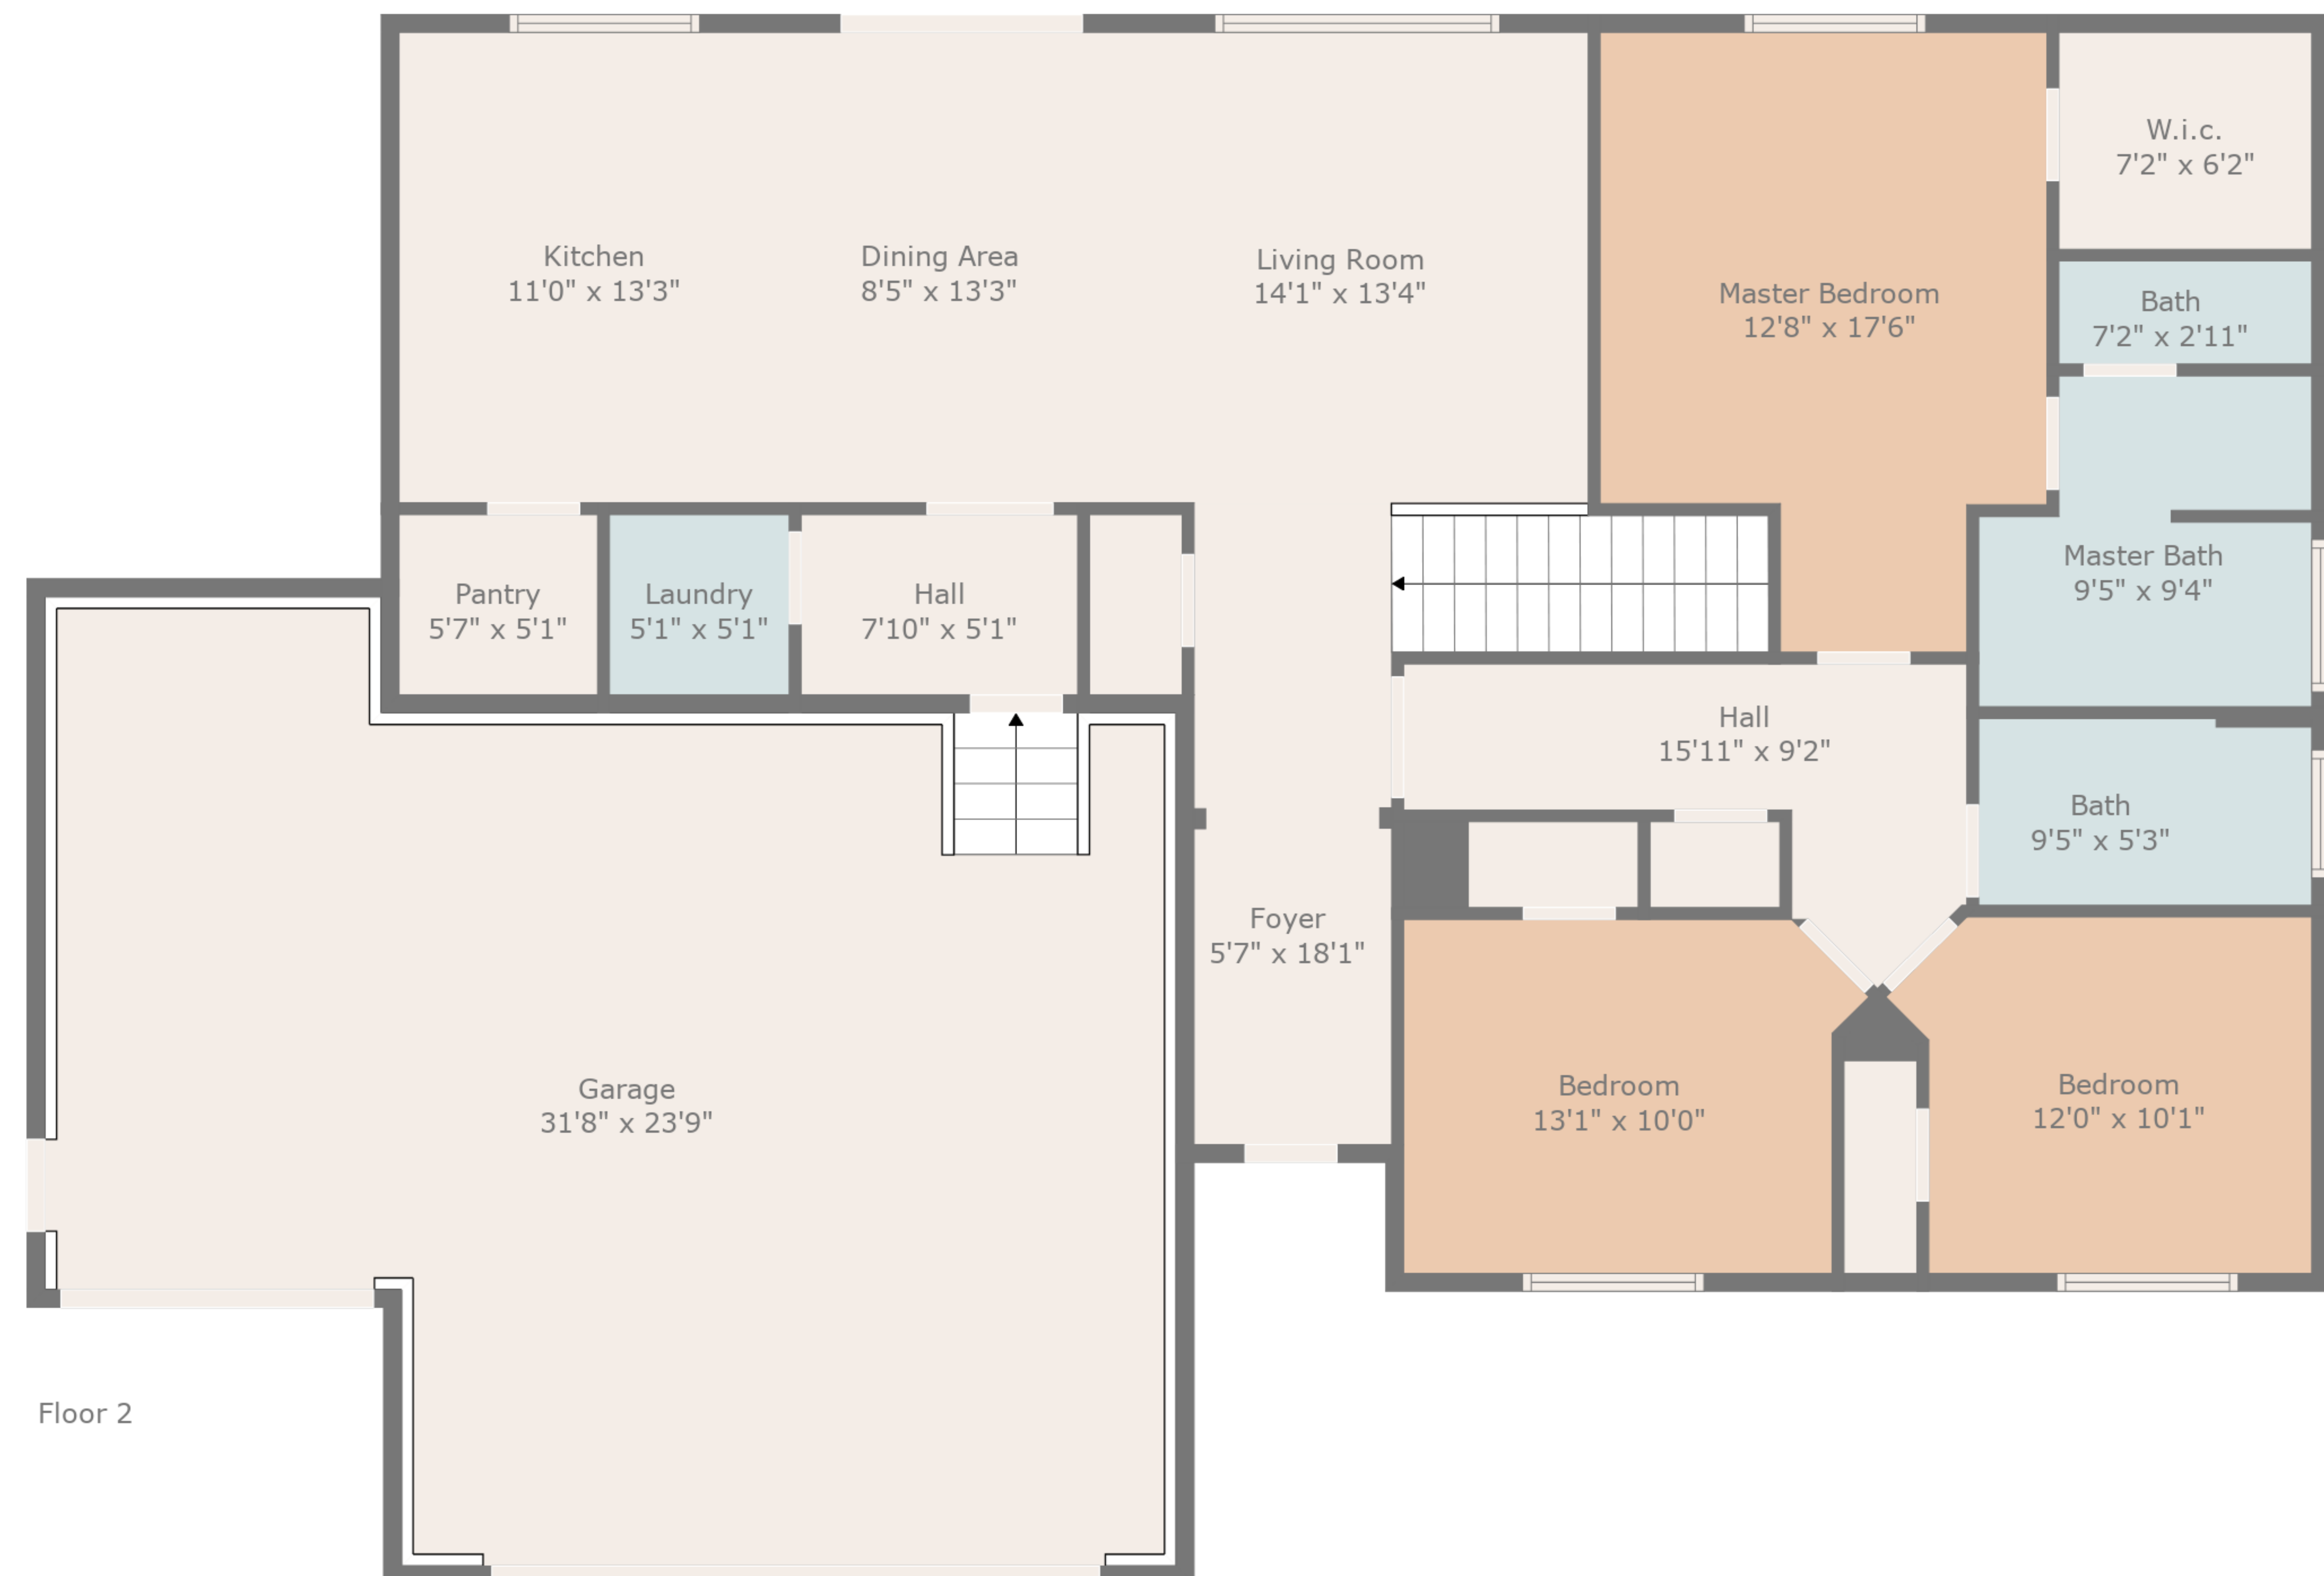 W.i.c.
7'2" x 6'2"
Kitchen
11'0" x 13'3"
Dining Area
8'5" x 13'3"
Living Room
14'1" x 13'4"
Master Bedroom
12'8" x 17'6"
Bath
7'2" x 2'11"
Pantry
5'7" x 5'1"
Laundry
5'1" x 5'1"
Hall
7'10" x 5'1"
Master Bath
9'5" x 9'4"
Hall
15'11" x 9'2"
Bath
9'5" x 5'3"
Foyer
5'7" x 18'1"
Garage
31'8" x 23'9"
Bedroom
13'1" x 10'0"
Bedroom
12'0" x 10'1"
Floor 2